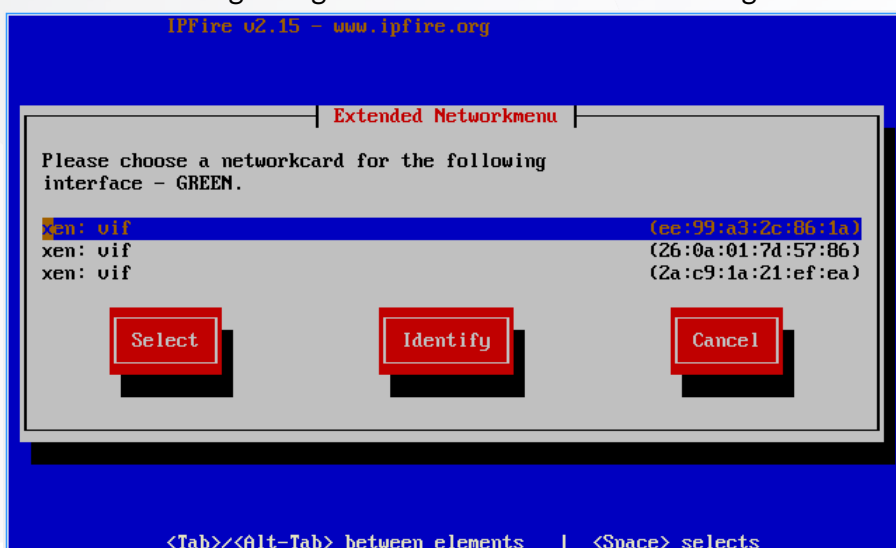 IPFire v2.15 - www.ipfire.org
Extended Networkmenu
Please choose a networkcard for the following
interface - GREEN.
xen: vif (ee:99:a3:2c:86:1a)
xen: vif (26:0a:01:7d:57:86)
xen: vif (2a:c9:1a:21:ef:ea)
Select Identify Cancel
<Tab>/<Alt-Tab> between elements | <Space> selects